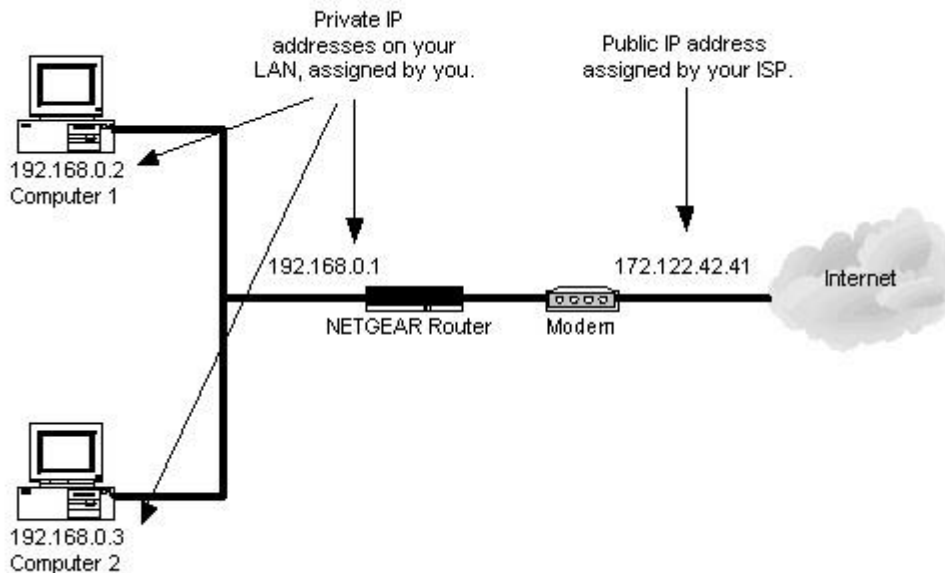 Private IP
addresses on your
LAN, assigned by you.
Public IP address
assigned by your ISP.
192.168.0.2
Computer 1
192.168.0.1
172.122.42.41
Internet
NETGEAR Router
Modem
192.168.0.3
Computer 2